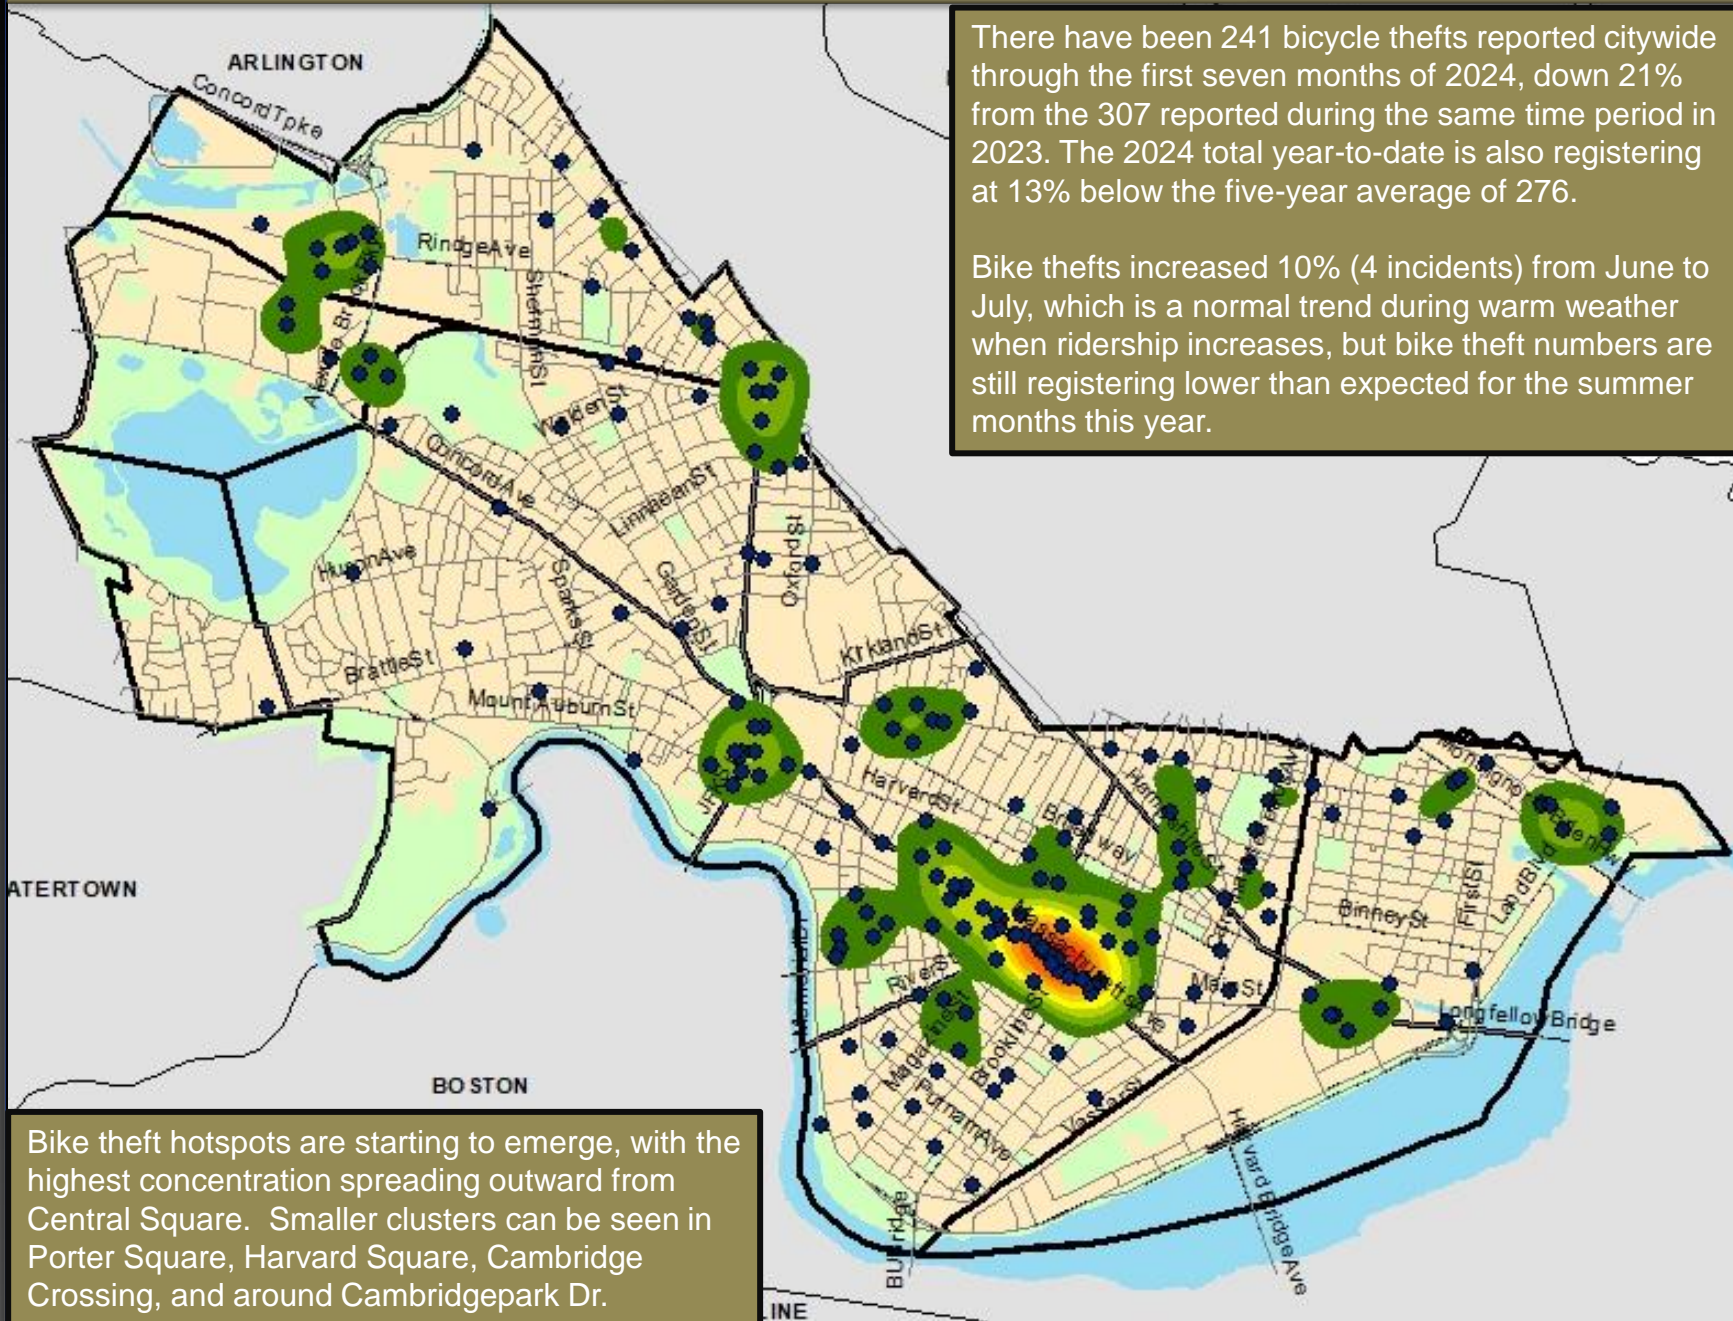 There have been 241 bicycle thefts reported citywide
through the first seven months of 2024, down 21%
from the 307 reported during the same time period in
2023. The 2024 total year-to-date is also registering
at 13% below the five-year average of 276.
Bike thefts increased 10% (4 incidents) from June to
July, which is a normal trend during warm weather
when ridership increases, but bike theft numbers are
still registering lower than expected for the summer
months this year.
ARLINGTON
Concord Tpke
Rindge Ave
Sherman St
Walden St
Concord Ave
Linnaean St
Oxford St
Huron Ave
Sparks St
Garden St
Kirkland St
Brattle St
Mount Auburn St
Harvard St
Broadway
Hampshire St
ATERTOWN
Binney St
First St
Land Blvd
River St
Main St
Longfellow Bridge
Magazine St
Brookline St
Putnam Ave
Vassar St
BOSTON
Harvard Bridge Ave
BU Bridge
LINE
Bike theft hotspots are starting to emerge, with the
highest concentration spreading outward from
Central Square.  Smaller clusters can be seen in
Porter Square, Harvard Square, Cambridge
Crossing, and around Cambridgepark Dr.